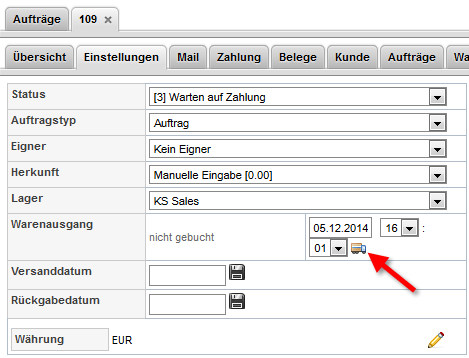 Aufträge 109
Übersicht Einstellungen Mail Zahlung Belege Kunde Aufträge
Status [3] Warten auf Zahlung
Auftragstyp Auftrag
Eigner Kein Eigner
Herkunft Manuelle Eingabe [0.00]
Lager KS Sales
Warenausgang nicht gebucht 05.12.2014 16 :
01
Versanddatum
Rückgabedatum
Währung EUR